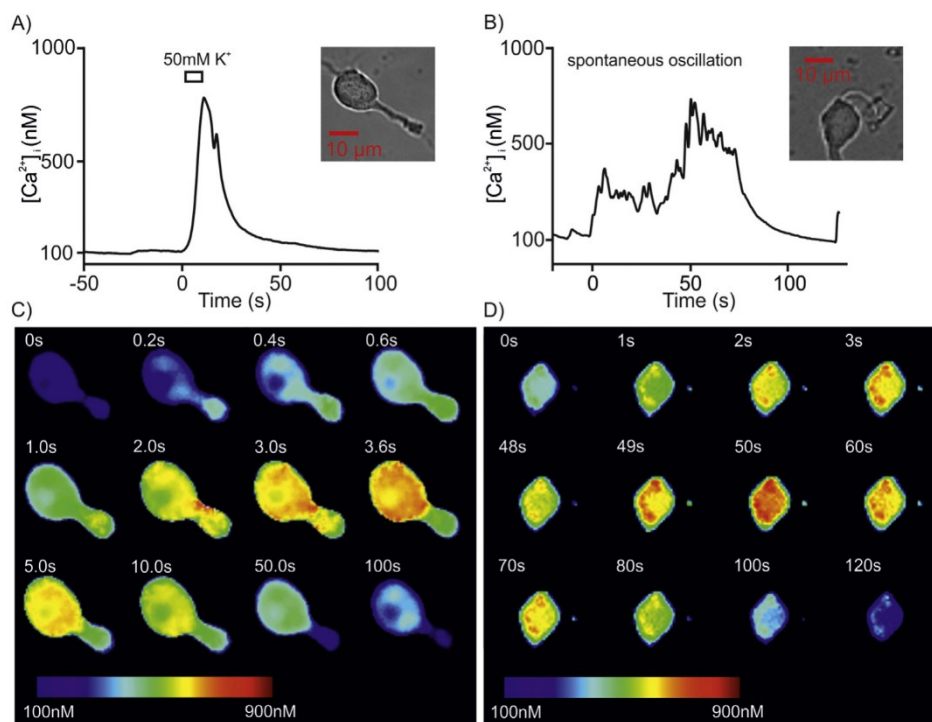 A)
50mM K⁺
1000
500
100
[Ca²⁺]ᵢ (nM)
-50 0 50 100
Time (s)
10 µm
B)
spontaneous oscillation
1000
500
100
[Ca²⁺]ᵢ (nM)
0 50 100
Time (s)
10 µm
C)
0s 0.2s 0.4s 0.6s
1.0s 2.0s 3.0s 3.6s
5.0s 10.0s 50.0s 100s
100nM 900nM
D)
0s 1s 2s 3s
48s 49s 50s 60s
70s 80s 100s 120s
100nM 900nM